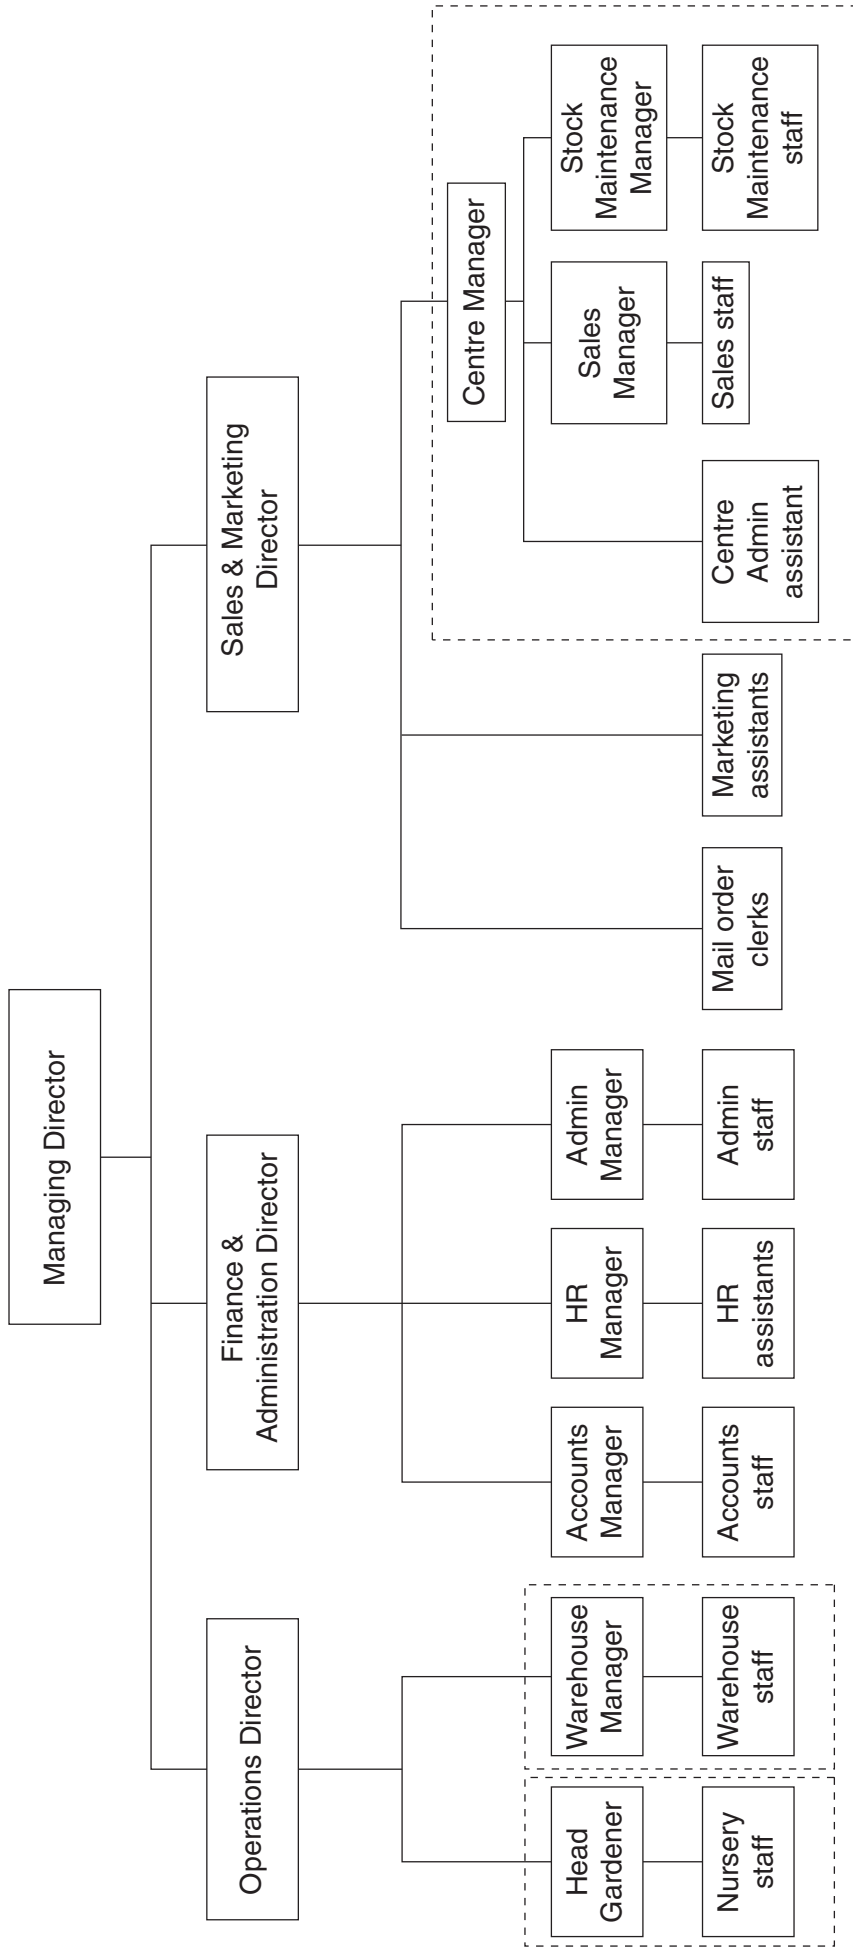 Managing Director
Operations Director
Finance &
Administration Director
Sales & Marketing
Director
Centre Manager
Head
Gardener
Warehouse
Manager
Accounts
Manager
HR
Manager
Admin
Manager
Sales
Manager
Stock
Maintenance
Manager
Nursery
staff
Warehouse
staff
Accounts
staff
HR
assistants
Admin
staff
Mail order
clerks
Marketing
assistants
Centre
Admin
assistant
Sales staff
Stock
Maintenance
staff